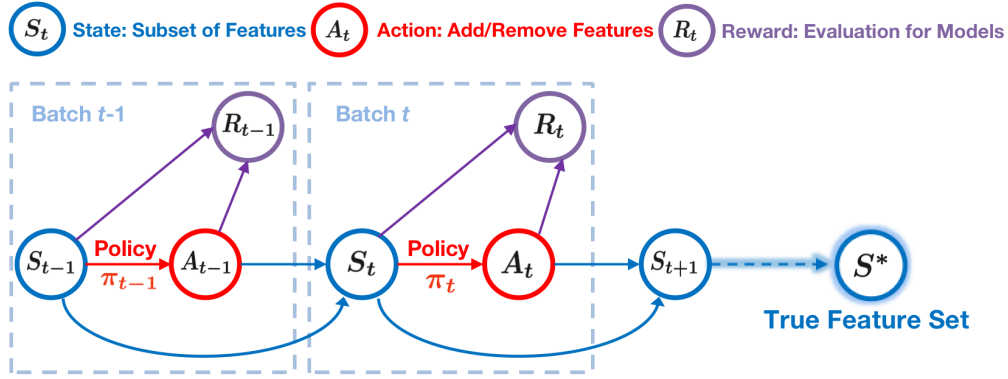 S_t State: Subset of Features A_t Action: Add/Remove Features R_t Reward: Evaluation for Models
Batch t-1 Batch t
R_{t-1} R_t
Policy Policy
S_{t-1} A_{t-1} S_t A_t S_{t+1} S*
π_{t-1} π_t
True Feature Set